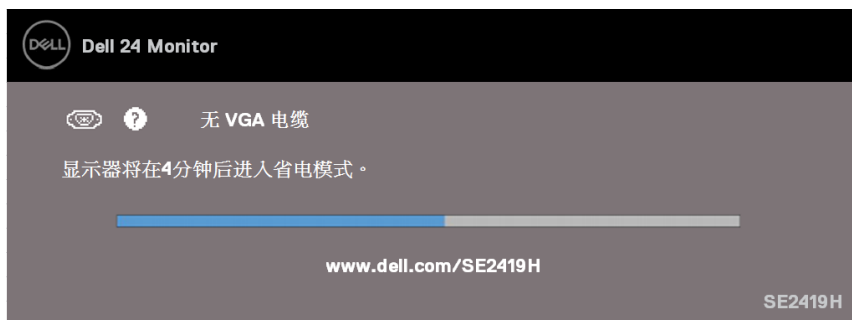 DELL Dell 24 Monitor
? 无 VGA 电缆
显示器将在4分钟后进入省电模式。
www.dell.com/SE2419H
SE2419H